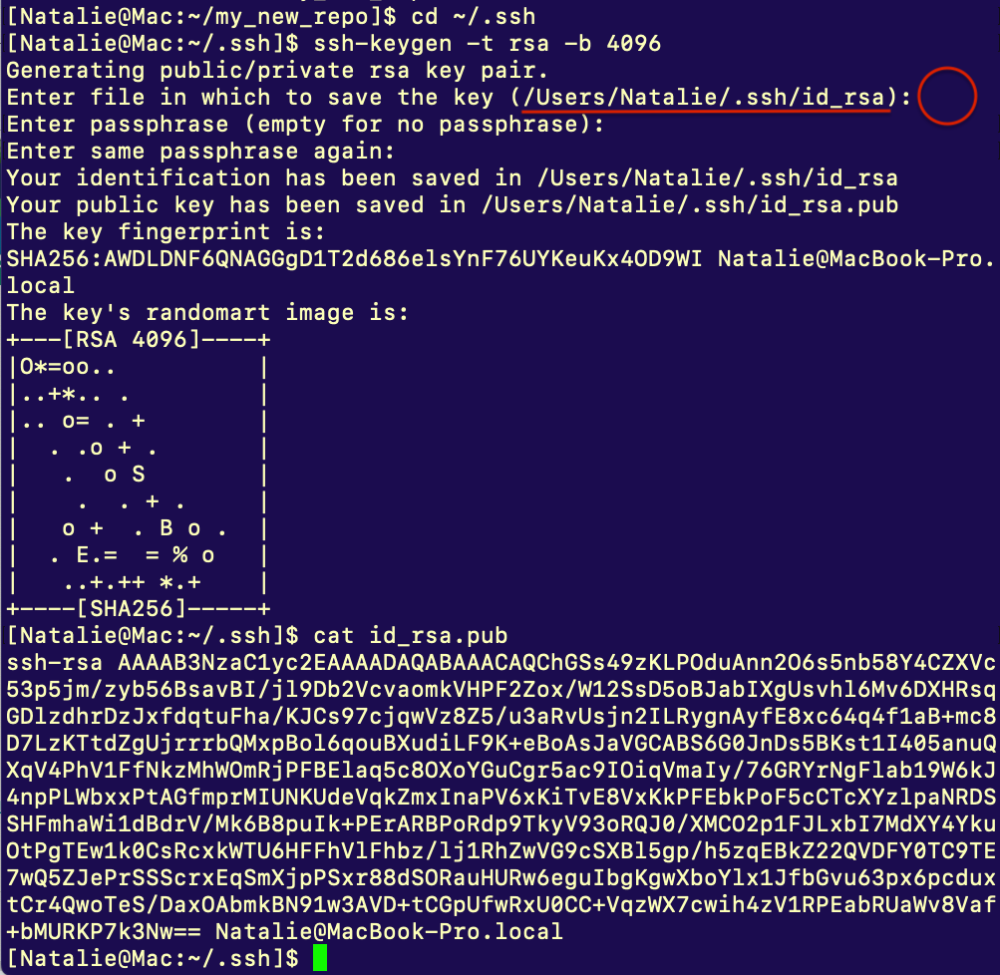 [Natalie@Mac:~/my_new_repo]$ cd ~/.ssh
[Natalie@Mac:~/.ssh]$ ssh-keygen -t rsa -b 4096
Generating public/private rsa key pair.
Enter file in which to save the key (/Users/Natalie/.ssh/id_rsa):
Enter passphrase (empty for no passphrase):
Enter same passphrase again:
Your identification has been saved in /Users/Natalie/.ssh/id_rsa
Your public key has been saved in /Users/Natalie/.ssh/id_rsa.pub
The key fingerprint is:
SHA256:AWDLDNF6QNAGGgD1T2d686elsYnF76UYKeuKx4OD9WI Natalie@MacBook-Pro.
local
The key's randomart image is:
+---[RSA 4096]----+
|O*=oo..          |
|..+*.. .         |
|.. o= . +        |
|  . .o + .       |
|   .  o S        |
|    .  . + .     |
|   o +  . B o .  |
|  . E.=  = % o   |
|   ..+.++ *.+    |
+----[SHA256]-----+
[Natalie@Mac:~/.ssh]$ cat id_rsa.pub
ssh-rsa AAAAB3NzaC1yc2EAAAADAQABAAACAQChGSs49zKLPOduAnn2O6s5nb58Y4CZXVc
53p5jm/zyb56BsavBI/jl9Db2VcvaomkVHPF2Zox/W12SsD5oBJabIXgUsvhl6Mv6DXHRsq
GDlzdhrDzJxfdqtuFha/KJCs97cjqwVz8Z5/u3aRvUsjn2ILRygnAyfE8xc64q4f1aB+mc8
D7LzKTtdZgUjrrrbQMxpBol6qouBXudiLF9K+eBoAsJaVGCABS6G0JnDs5BKst1I405anuQ
XqV4PhV1FfNkzMhWOmRjPFBElaq5c8OXoYGuCgr5ac9IOiqVmaIy/76GRYrNgFlab19W6kJ
4npPLWbxxPtAGfmprMIUNKUdeVqkZmxInaPV6xKiTvE8VxKkPFEbkPoF5cCTcXYzlpaNRDS
SHFmhaWi1dBdrV/Mk6B8puIk+PErARBPoRdp9TkyV93oRQJ0/XMCO2p1FJLxbI7MdXY4Yku
OtPgTEw1k0CsRcxkWTU6HFFhVlFhbz/lj1RhZwVG9cSXBl5gp/h5zqEBkZ22QVDFY0TC9TE
7wQ5ZJePrSSScrxEqSmXjpPSxr88dSORauHURw6eguIbgKgwXboYlx1JfbGvu63px6pcdux
tCr4QwoTeS/DaxOAbmkBN91w3AVD+tCGpUfwRxU0CC+VqzWX7cwih4zV1RPEabRUaWv8Vaf
+bMURKP7k3Nw== Natalie@MacBook-Pro.local
[Natalie@Mac:~/.ssh]$